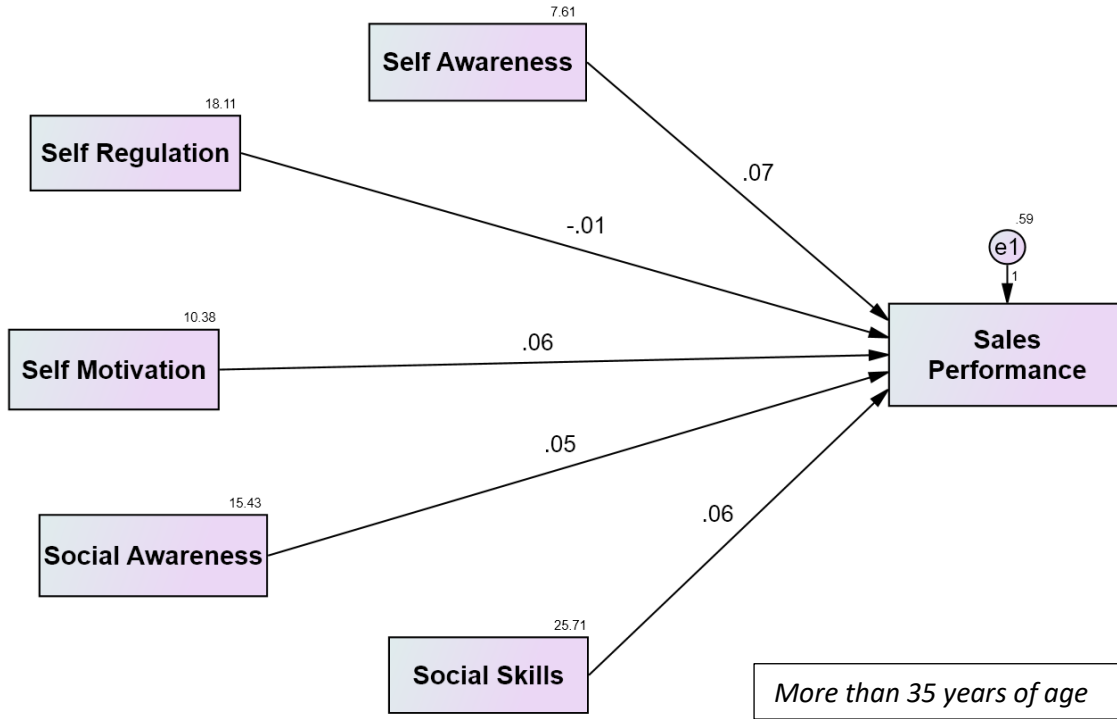 7.61
Self Awareness
18.11
Self Regulation
.07
-.01
.59
e1
1
10.38
Self Motivation
.06
Sales
Performance
.05
15.43
Social Awareness
.06
25.71
Social Skills
More than 35 years of age